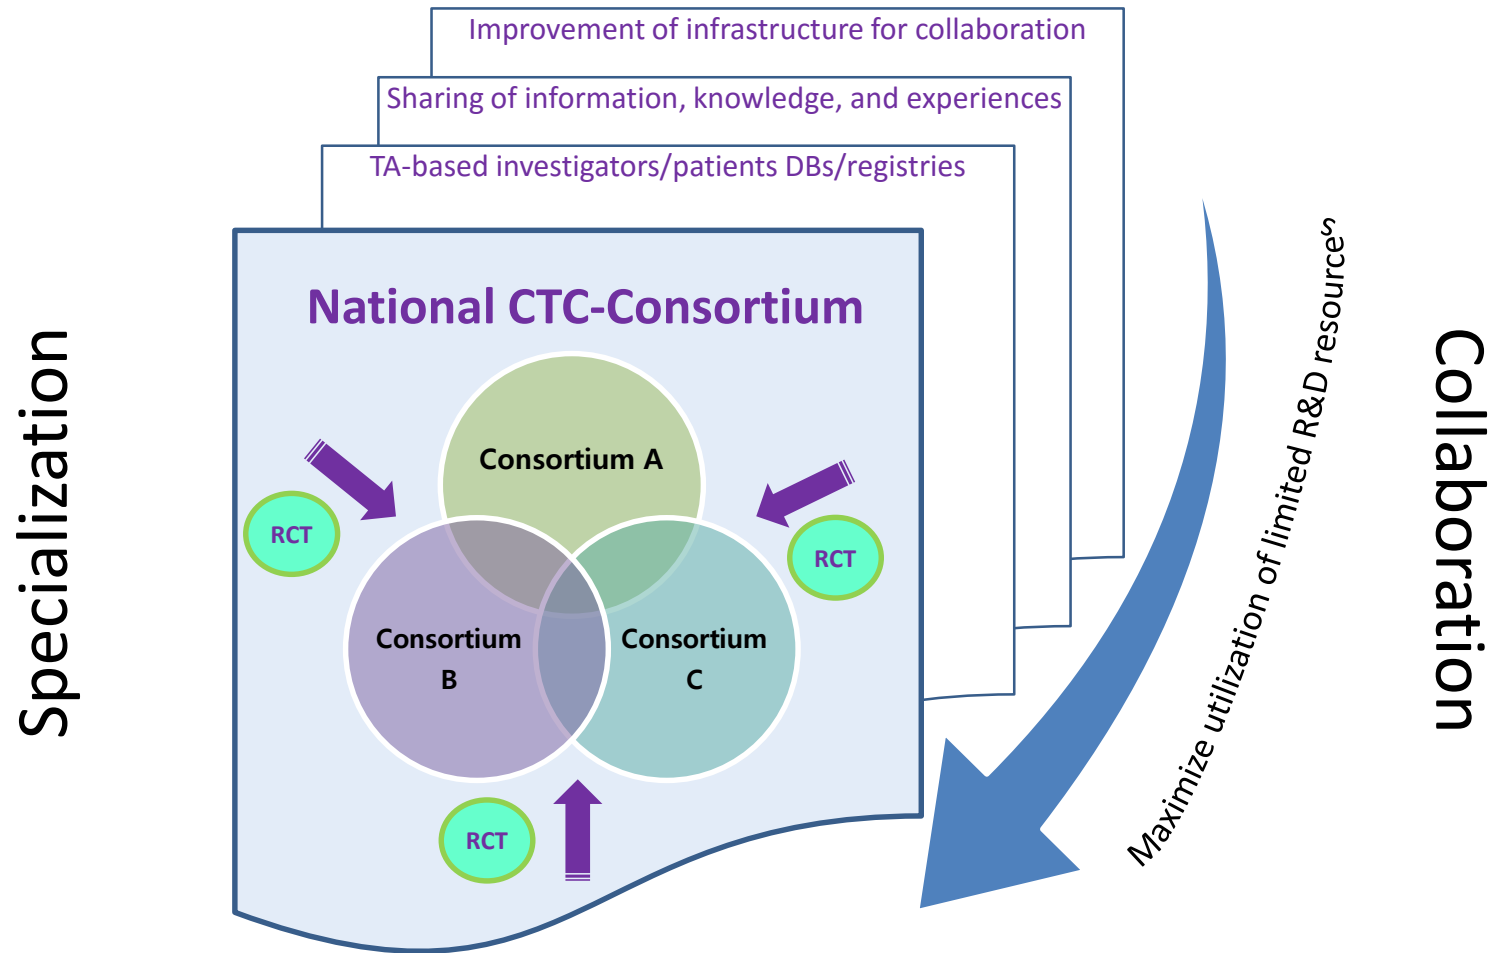 Improvement of infrastructure for collaboration
Sharing of information, knowledge, and experiences
TA-based investigators/patients DBs/registries
National CTC-Consortium
Specialization
Collaboration
Maximize utilization of limited R&D resources
Consortium A
RCT
RCT
Consortium
B
Consortium
C
RCT